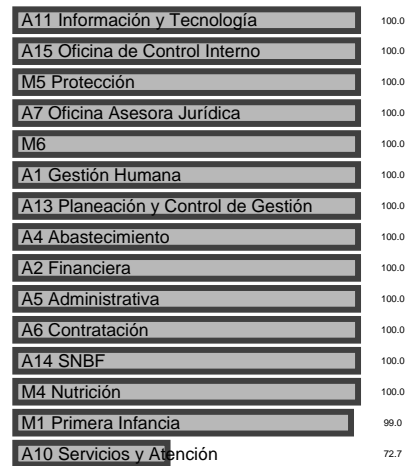 A11 Información y Tecnología 100.0
A15 Oficina de Control Interno 100.0
M5 Protección 100.0
A7 Oficina Asesora Jurídica 100.0
M6 100.0
A1 Gestión Humana 100.0
A13 Planeación y Control de Gestión 100.0
A4 Abastecimiento 100.0
A2 Financiera 100.0
A5 Administrativa 100.0
A6 Contratación 100.0
A14 SNBF 100.0
M4 Nutrición 100.0
M1 Primera Infancia 99.0
A10 Servicios y Atención 72.7